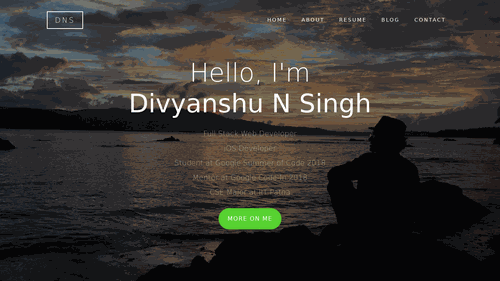 DNS
HOME ABOUT RESUME BLOG CONTACT
Hello, I'm
Divyanshu N Singh
Full Stack Web Developer
iOS Developer
Student at Google Summer of Code 2018
Mentor at Google Code-In 2018
CSE Major at IIT Patna
MORE ON ME